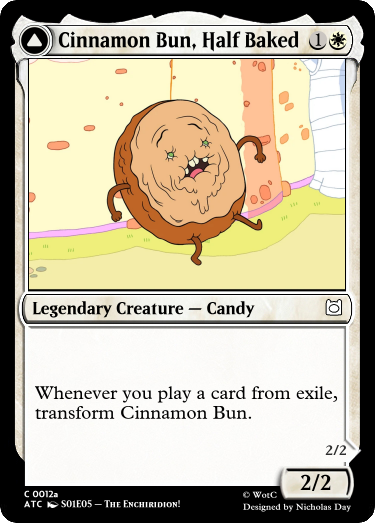 Cinnamon Bun, Half Baked 1
Legendary Creature — Candy
Whenever you play a card from exile,
transform Cinnamon Bun.
2/2
2/2
C 0012a
ATC S01E05 — The Enchiridion!
© WotC
Designed by Nicholas Day